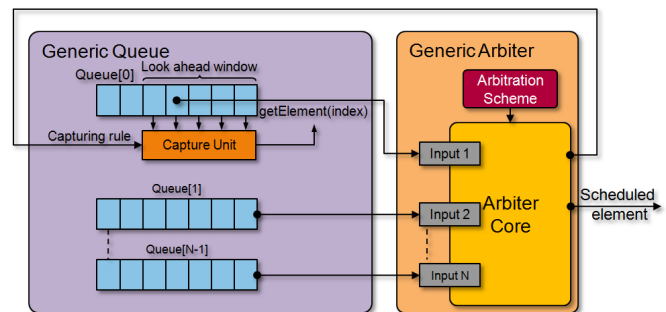 Generic Queue
Look ahead window
Queue[0]
getElement(index)
Capturing rule
Capture Unit
Queue[1]
Queue[N-1]
Generic Arbiter
Arbitration
Scheme
Input 1
Input 2
Input N
Arbiter
Core
Scheduled
element